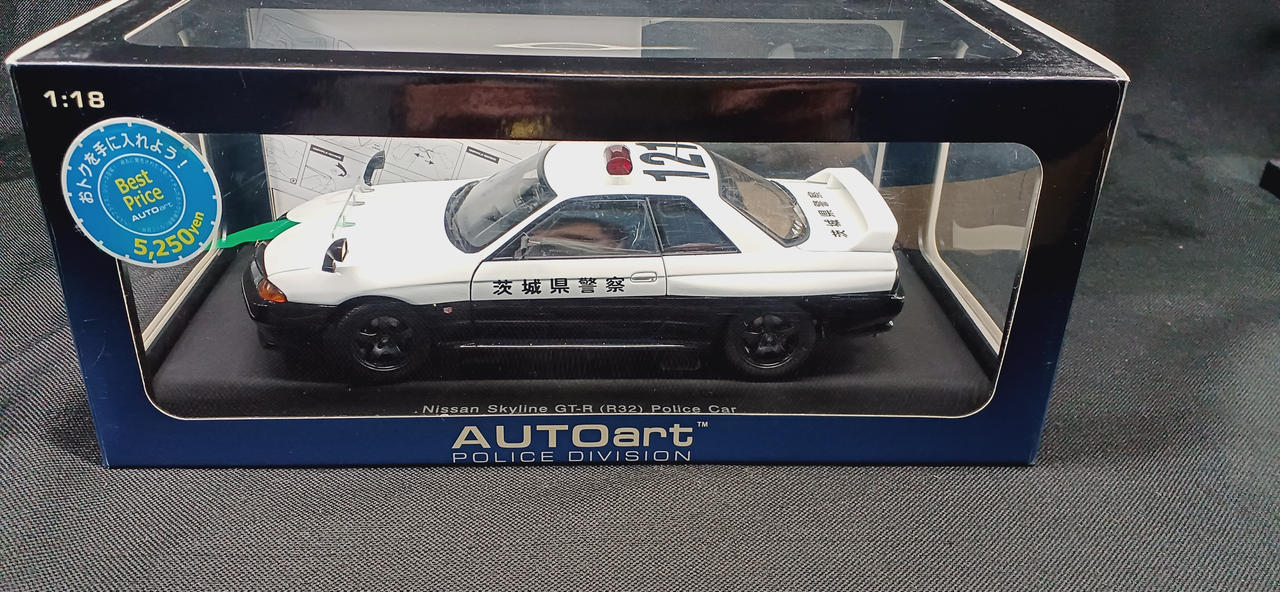 1:18
おトクを手に入れよう!
Best
Price
AUTOart
5,250yen
121
茨城県警察
Nissan Skyline GT-R (R32) Police Car
AUTOart™
POLICE DIVISION